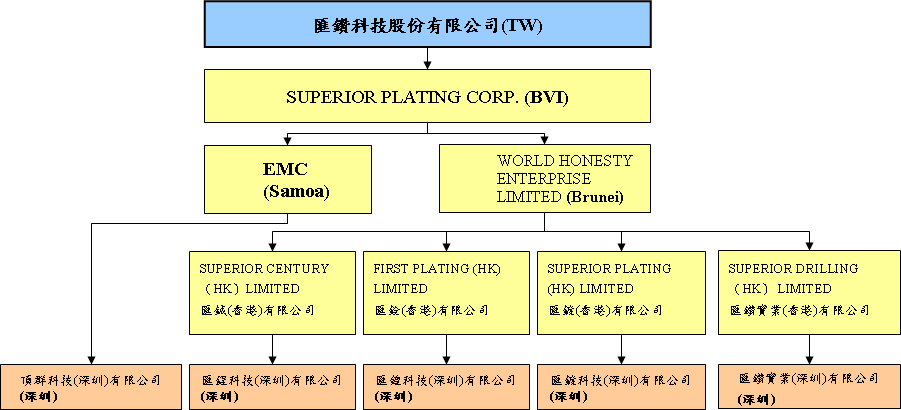 匯鑽科技股份有限公司(TW)
SUPERIOR PLATING CORP. (BVI)
EMC
(Samoa)
WORLD HONESTY
ENTERPRISE
LIMITED (Brunei)
SUPERIOR CENTURY
（HK）LIMITED
匯鉞(香港)有限公司
FIRST PLATING (HK)
LIMITED
匯銓(香港)有限公司
SUPERIOR PLATING
(HK) LIMITED
匯鍍(香港)有限公司
SUPERIOR DRILLING
（HK） LIMITED
匯鑽實業(香港)有限公司
頂群科技(深圳)有限公司
(深圳)
科技(深圳)有限公司
(深圳)
科技(深圳)有限公司
(深圳)
匯鍍科技(深圳)有限公司
(深圳)
匯鑽實業(深圳)有限公司
(深圳)